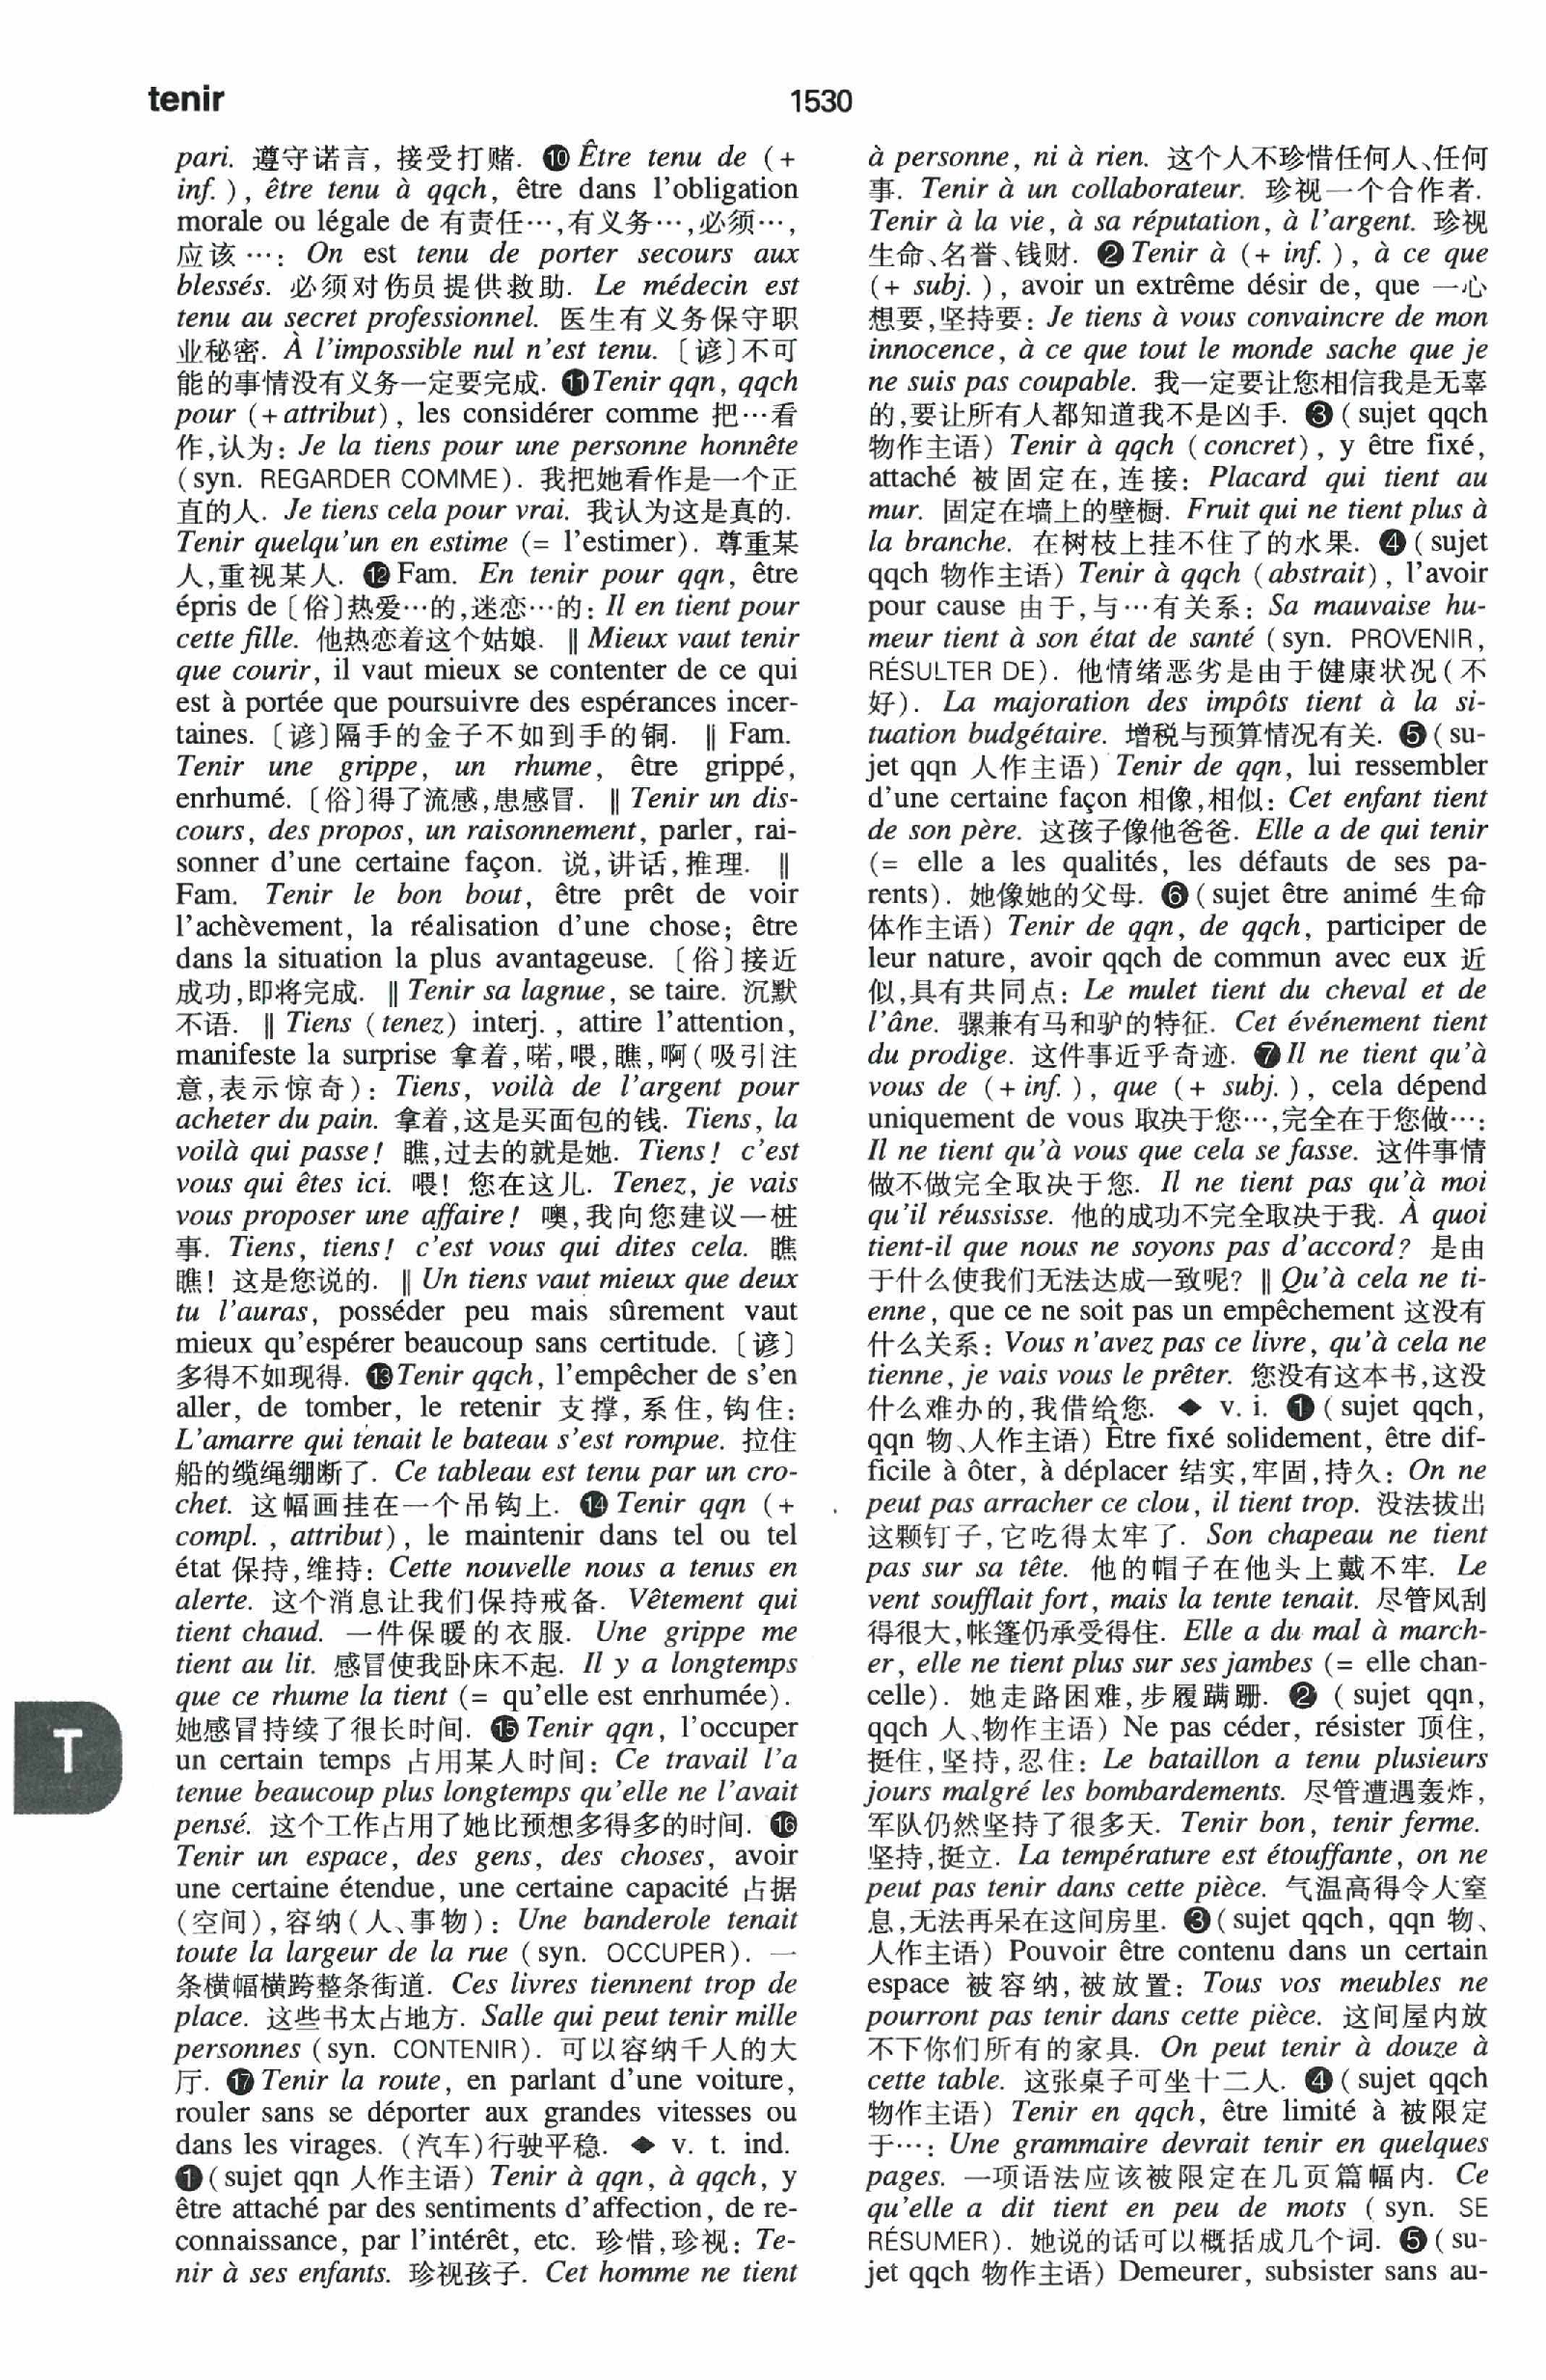 tenir
1530
pari. 遵守诺言, 接受打赌. ❿ Être tenu de (+
inf.), être tenu à qqch, être dans l'obligation
morale ou légale de 有责任…,有义务…,必须…,
应该…: On est tenu de porter secours aux
blessés. 必须对伤员提供救助. Le médecin est
tenu au secret professionnel. 医生有义务保守职
业秘密. À l'impossible nul n'est tenu. 〔谚〕不可
能的事情没有义务一定要完成. ⓫Tenir qqn, qqch
pour (+attribut), les considérer comme 把…看
作,认为: Je la tiens pour une personne honnête
(syn. REGARDER COMME). 我把她看作是一个正
直的人. Je tiens cela pour vrai. 我认为这是真的.
Tenir quelqu'un en estime (= l'estimer). 尊重某
人,重视某人. ⓬ Fam. En tenir pour qqn, être
épris de 〔俗〕热爱…的,迷恋…的: Il en tient pour
cette fille. 他热恋着这个姑娘. ‖ Mieux vaut tenir
que courir, il vaut mieux se contenter de ce qui
est à portée que poursuivre des espérances incer-
taines. 〔谚〕隔手的金子不如到手的铜. ‖ Fam.
Tenir une grippe, un rhume, être grippé,
enrhumé. 〔俗〕得了流感,患感冒. ‖ Tenir un dis-
cours, des propos, un raisonnement, parler, rai-
sonner d'une certaine façon. 说,讲话,推理. ‖
Fam. Tenir le bon bout, être prêt de voir
l'achèvement, la réalisation d'une chose; être
dans la situation la plus avantageuse. 〔俗〕接近
成功,即将完成. ‖ Tenir sa lagnue, se taire. 沉默
不语. ‖ Tiens (tenez) interj., attire l'attention,
manifeste la surprise 拿着,喏,喂,瞧,啊(吸引注
意,表示惊奇): Tiens, voilà de l'argent pour
acheter du pain. 拿着,这是买面包的钱. Tiens, la
voilà qui passe! 瞧,过去的就是她. Tiens! c'est
vous qui êtes ici. 喂! 您在这儿. Tenez, je vais
vous proposer une affaire! 噢,我向您建议一桩
事. Tiens, tiens! c'est vous qui dites cela. 瞧
瞧! 这是您说的. ‖ Un tiens vaut mieux que deux
tu l'auras, posséder peu mais sûrement vaut
mieux qu'espérer beaucoup sans certitude. 〔谚〕
多得不如现得. ⓭Tenir qqch, l'empêcher de s'en
aller, de tomber, le retenir 支撑,系住,钩住:
L'amarre qui tenait le bateau s'est rompue. 拉住
船的缆绳绷断了. Ce tableau est tenu par un cro-
chet. 这幅画挂在一个吊钩上. ⓮ Tenir qqn (+
compl., attribut), le maintenir dans tel ou tel
état 保持,维持: Cette nouvelle nous a tenus en
alerte. 这个消息让我们保持戒备. Vêtement qui
tient chaud. 一件保暖的衣服. Une grippe me
tient au lit. 感冒使我卧床不起. Il y a longtemps
que ce rhume la tient (= qu'elle est enrhumée).
她感冒持续了很长时间. ⓯ Tenir qqn, l'occuper
un certain temps 占用某人时间: Ce travail l'a
tenue beaucoup plus longtemps qu'elle ne l'avait
pensé. 这个工作占用了她比预想多得多的时间. ⓰
Tenir un espace, des gens, des choses, avoir
une certaine étendue, une certaine capacité 占据
(空间),容纳(人、事物): Une banderole tenait
toute la largeur de la rue (syn. OCCUPER). 一
条横幅横跨整条街道. Ces livres tiennent trop de
place. 这些书太占地方. Salle qui peut tenir mille
personnes (syn. CONTENIR). 可以容纳千人的大
厅. ⓱ Tenir la route, en parlant d'une voiture,
rouler sans se déporter aux grandes vitesses ou
dans les virages. (汽车)行驶平稳. ◆ v. t. ind.
❶(sujet qqn 人作主语) Tenir à qqn, à qqch, y
être attaché par des sentiments d'affection, de re-
connaissance, par l'intérêt, etc. 珍惜,珍视: Te-
nir à ses enfants. 珍视孩子. Cet homme ne tient
à personne, ni à rien. 这个人不珍惜任何人、任何
事. Tenir à un collaborateur. 珍视一个合作者.
Tenir à la vie, à sa réputation, à l'argent. 珍视
生命、名誉、钱财. ❷ Tenir à (+ inf.), à ce que
(+ subj.), avoir un extrême désir de, que 一心
想要,坚持要: Je tiens à vous convaincre de mon
innocence, à ce que tout le monde sache que je
ne suis pas coupable. 我一定要让您相信我是无辜
的,要让所有人都知道我不是凶手. ❸ (sujet qqch
物作主语) Tenir à qqch (concret), y être fixé,
attaché 被固定在,连接: Placard qui tient au
mur. 固定在墙上的壁橱. Fruit qui ne tient plus à
la branche. 在树枝上挂不住了的水果. ❹ (sujet
qqch 物作主语) Tenir à qqch (abstrait), l'avoir
pour cause 由于,与…有关系: Sa mauvaise hu-
meur tient à son état de santé (syn. PROVENIR,
RÉSULTER DE). 他情绪恶劣是由于健康状况(不
好). La majoration des impôts tient à la si-
tuation budgétaire. 增税与预算情况有关. ❺ (su-
jet qqn 人作主语) Tenir de qqn, lui ressembler
d'une certaine façon 相像,相似: Cet enfant tient
de son père. 这孩子像他爸爸. Elle a de qui tenir
(= elle a les qualités, les défauts de ses pa-
rents). 她像她的父母. ❻ (sujet être animé 生命
体作主语) Tenir de qqn, de qqch, participer de
leur nature, avoir qqch de commun avec eux 近
似,具有共同点: Le mulet tient du cheval et de
l'âne. 骡兼有马和驴的特征. Cet événement tient
du prodige. 这件事近乎奇迹. ❼ Il ne tient qu'à
vous de (+inf.), que (+ subj.), cela dépend
uniquement de vous 取决于您…,完全在于您做…:
Il ne tient qu'à vous que cela se fasse. 这件事情
做不做完全取决于您. Il ne tient pas qu'à moi
qu'il réussisse. 他的成功不完全取决于我. À quoi
tient-il que nous ne soyons pas d'accord? 是由
于什么使我们无法达成一致呢? ‖ Qu'à cela ne ti-
enne, que ce ne soit pas un empêchement 这没有
什么关系: Vous n'avez pas ce livre, qu'à cela ne
tienne, je vais vous le prêter. 您没有这本书,这没
什么难办的,我借给您. ◆ v. i. ❶ (sujet qqch,
qqn 物、人作主语) Être fixé solidement, être dif-
ficile à ôter, à déplacer 结实,牢固,持久: On ne
peut pas arracher ce clou, il tient trop. 没法拔出
这颗钉子,它吃得太牢了. Son chapeau ne tient
pas sur sa tête. 他的帽子在他头上戴不牢. Le
vent soufflait fort, mais la tente tenait. 尽管风刮
得很大,帐篷仍承受得住. Elle a du mal à march-
er, elle ne tient plus sur ses jambes (= elle chan-
celle). 她走路困难,步履蹒跚. ❷ (sujet qqn,
qqch 人、物作主语) Ne pas céder, résister 顶住,
挺住,坚持,忍住: Le bataillon a tenu plusieurs
jours malgré les bombardements. 尽管遭遇轰炸,
军队仍然坚持了很多天. Tenir bon, tenir ferme.
坚持,挺立. La température est étouffante, on ne
peut pas tenir dans cette pièce. 气温高得令人窒
息,无法再呆在这间房里. ❸ (sujet qqch, qqn 物、
人作主语) Pouvoir être contenu dans un certain
espace 被容纳,被放置: Tous vos meubles ne
pourront pas tenir dans cette pièce. 这间屋内放
不下你们所有的家具. On peut tenir à douze à
cette table. 这张桌子可坐十二人. ❹ (sujet qqch
物作主语) Tenir en qqch, être limité à 被限定
于…: Une grammaire devrait tenir en quelques
pages. 一项语法应该被限定在几页篇幅内. Ce
qu'elle a dit tient en peu de mots (syn. SE
RÉSUMER). 她说的话可以概括成几个词. ❺ (su-
jet qqch 物作主语) Demeurer, subsister sans au-
T